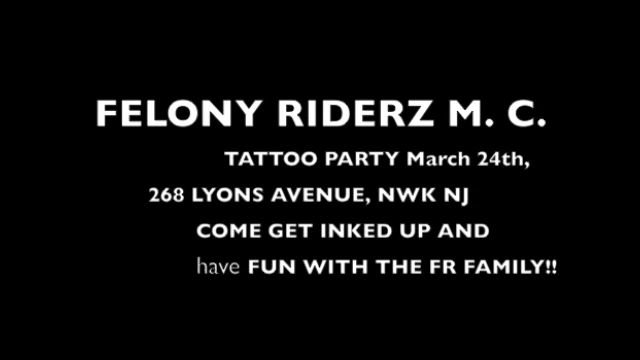 FELONY RIDERZ M. C.
TATTOO PARTY March 24th,
268 LYONS AVENUE, NWK NJ
COME GET INKED UP AND
have FUN WITH THE FR FAMILY!!